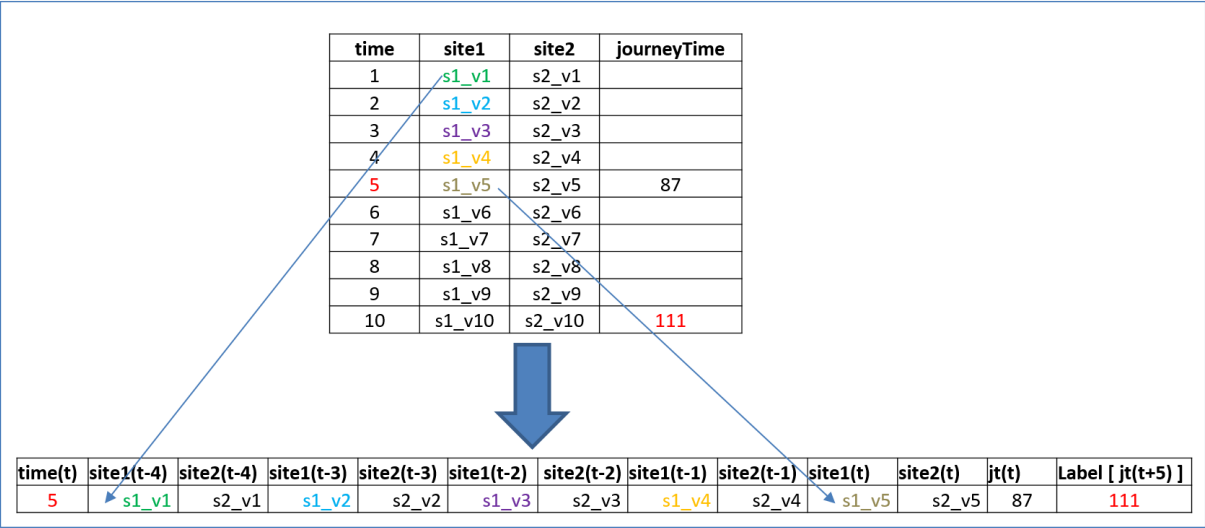 time site1 site2 journeyTime
1 s1_v1 s2_v1
2 s1_v2 s2_v2
3 s1_v3 s2_v3
4 s1_v4 s2_v4
5 s1_v5 s2_v5 87
6 s1_v6 s2_v6
7 s1_v7 s2_v7
8 s1_v8 s2_v8
9 s1_v9 s2_v9
10 s1_v10 s2_v10 111
time(t) site1(t-4) site2(t-4) site1(t-3) site2(t-3) site1(t-2) site2(t-2) site1(t-1) site2(t-1) site1(t) site2(t) jt(t) Label [ jt(t+5) ]
5 s1_v1 s2_v1 s1_v2 s2_v2 s1_v3 s2_v3 s1_v4 s2_v4 s1_v5 s2_v5 87 111